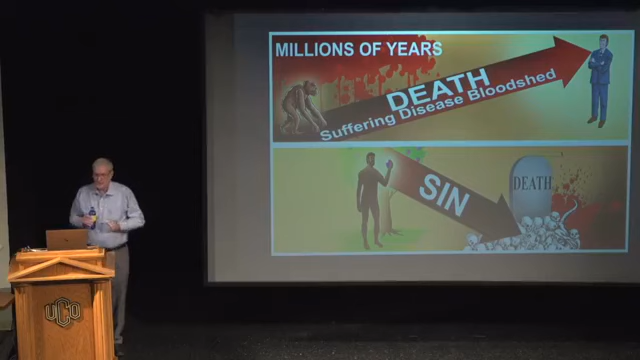 MILLIONS OF YEARS
DEATH
Suffering Disease Bloodshed
SIN
DEATH
UCO